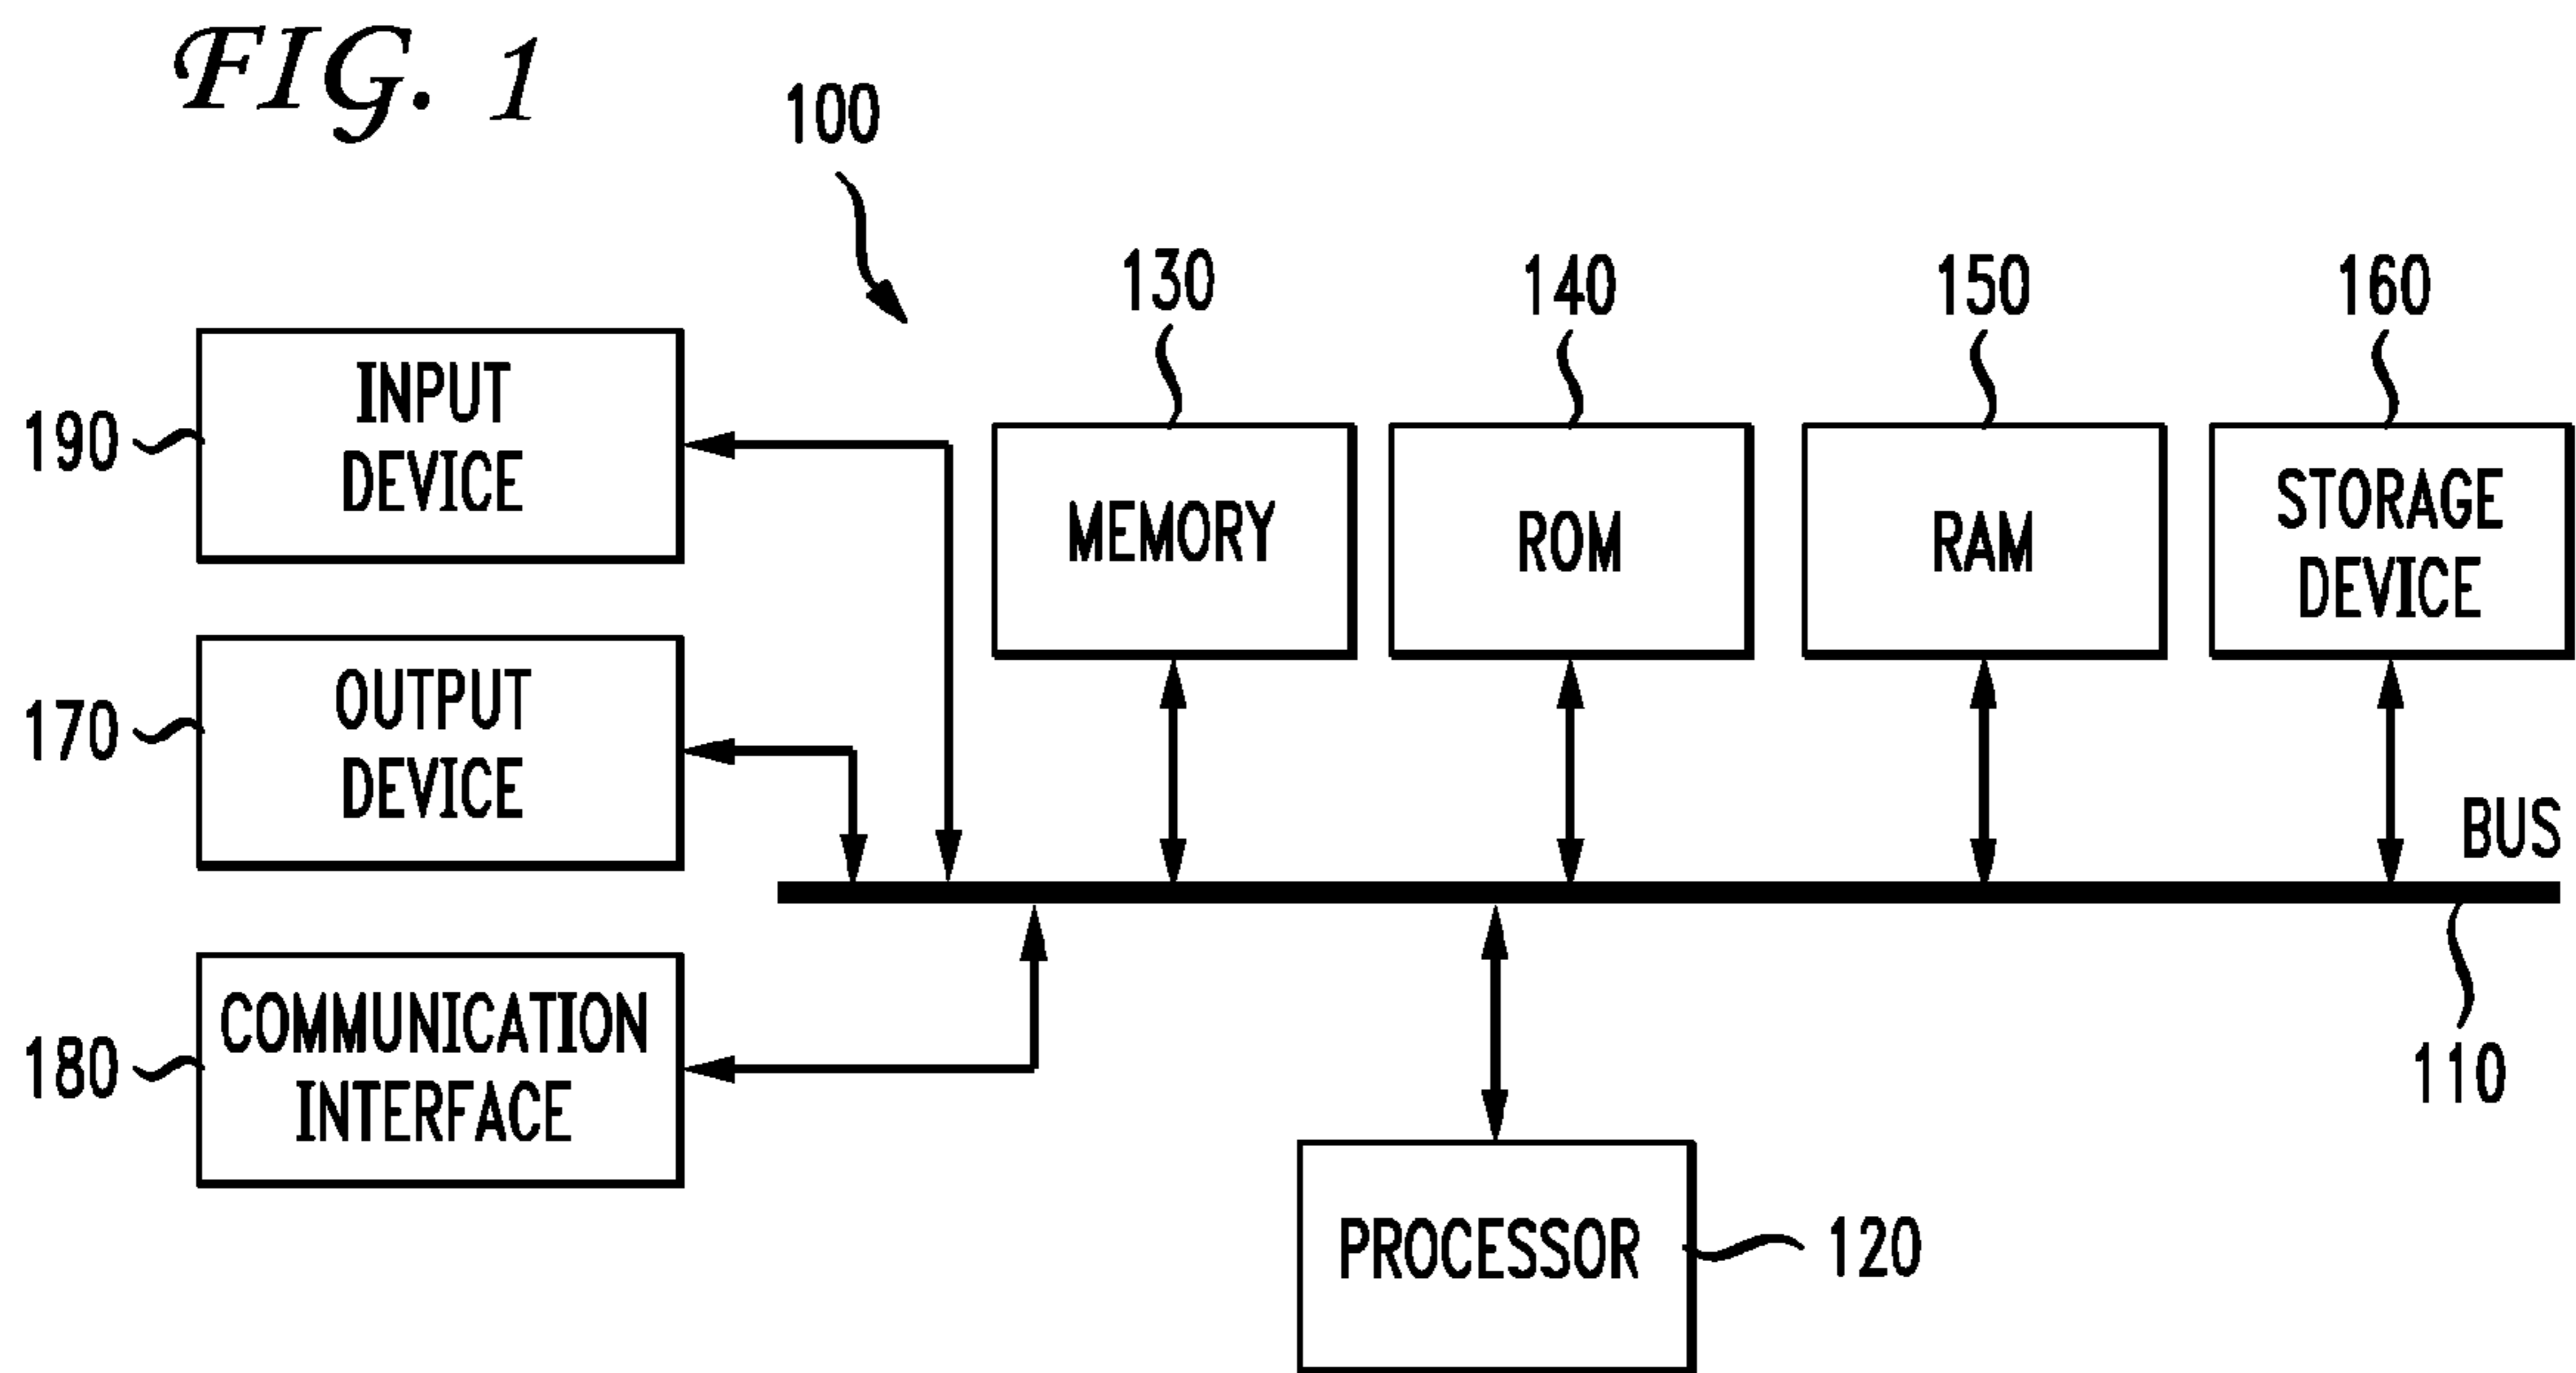 FIG. 1
100
130
140
150
160
190
INPUT
DEVICE
MEMORY
ROM
RAM
STORAGE
DEVICE
170
OUTPUT
DEVICE
BUS
180
COMMUNICATION
INTERFACE
110
PROCESSOR
120